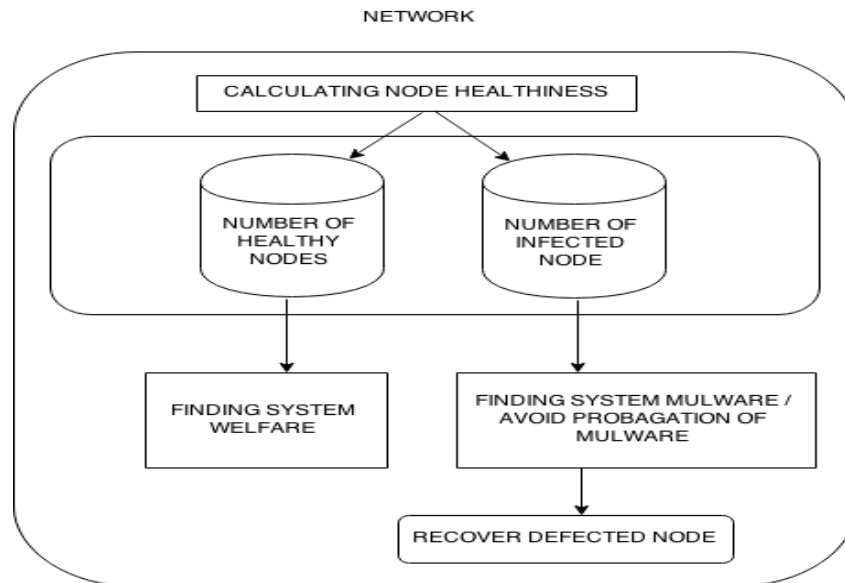 NETWORK
CALCULATING NODE HEALTHINESS
NUMBER OF
HEALTHY
NODES
NUMBER OF
INFECTED
NODE
FINDING SYSTEM
WELFARE
FINDING SYSTEM MULWARE /
AVOID PROBAGATION OF
MULWARE
RECOVER DEFECTED NODE